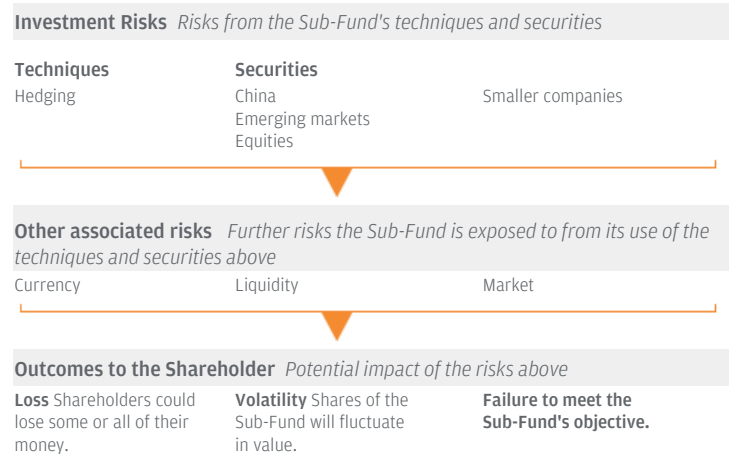 Investment Risks Risks from the Sub-Fund's techniques and securities
Techniques Securities
Hedging China Smaller companies
Emerging markets
Equities
Other associated risks Further risks the Sub-Fund is exposed to from its use of the
techniques and securities above
Currency Liquidity Market
Outcomes to the Shareholder Potential impact of the risks above
Loss Shareholders could
lose some or all of their
money.
Volatility Shares of the
Sub-Fund will fluctuate
in value.
Failure to meet the
Sub-Fund's objective.